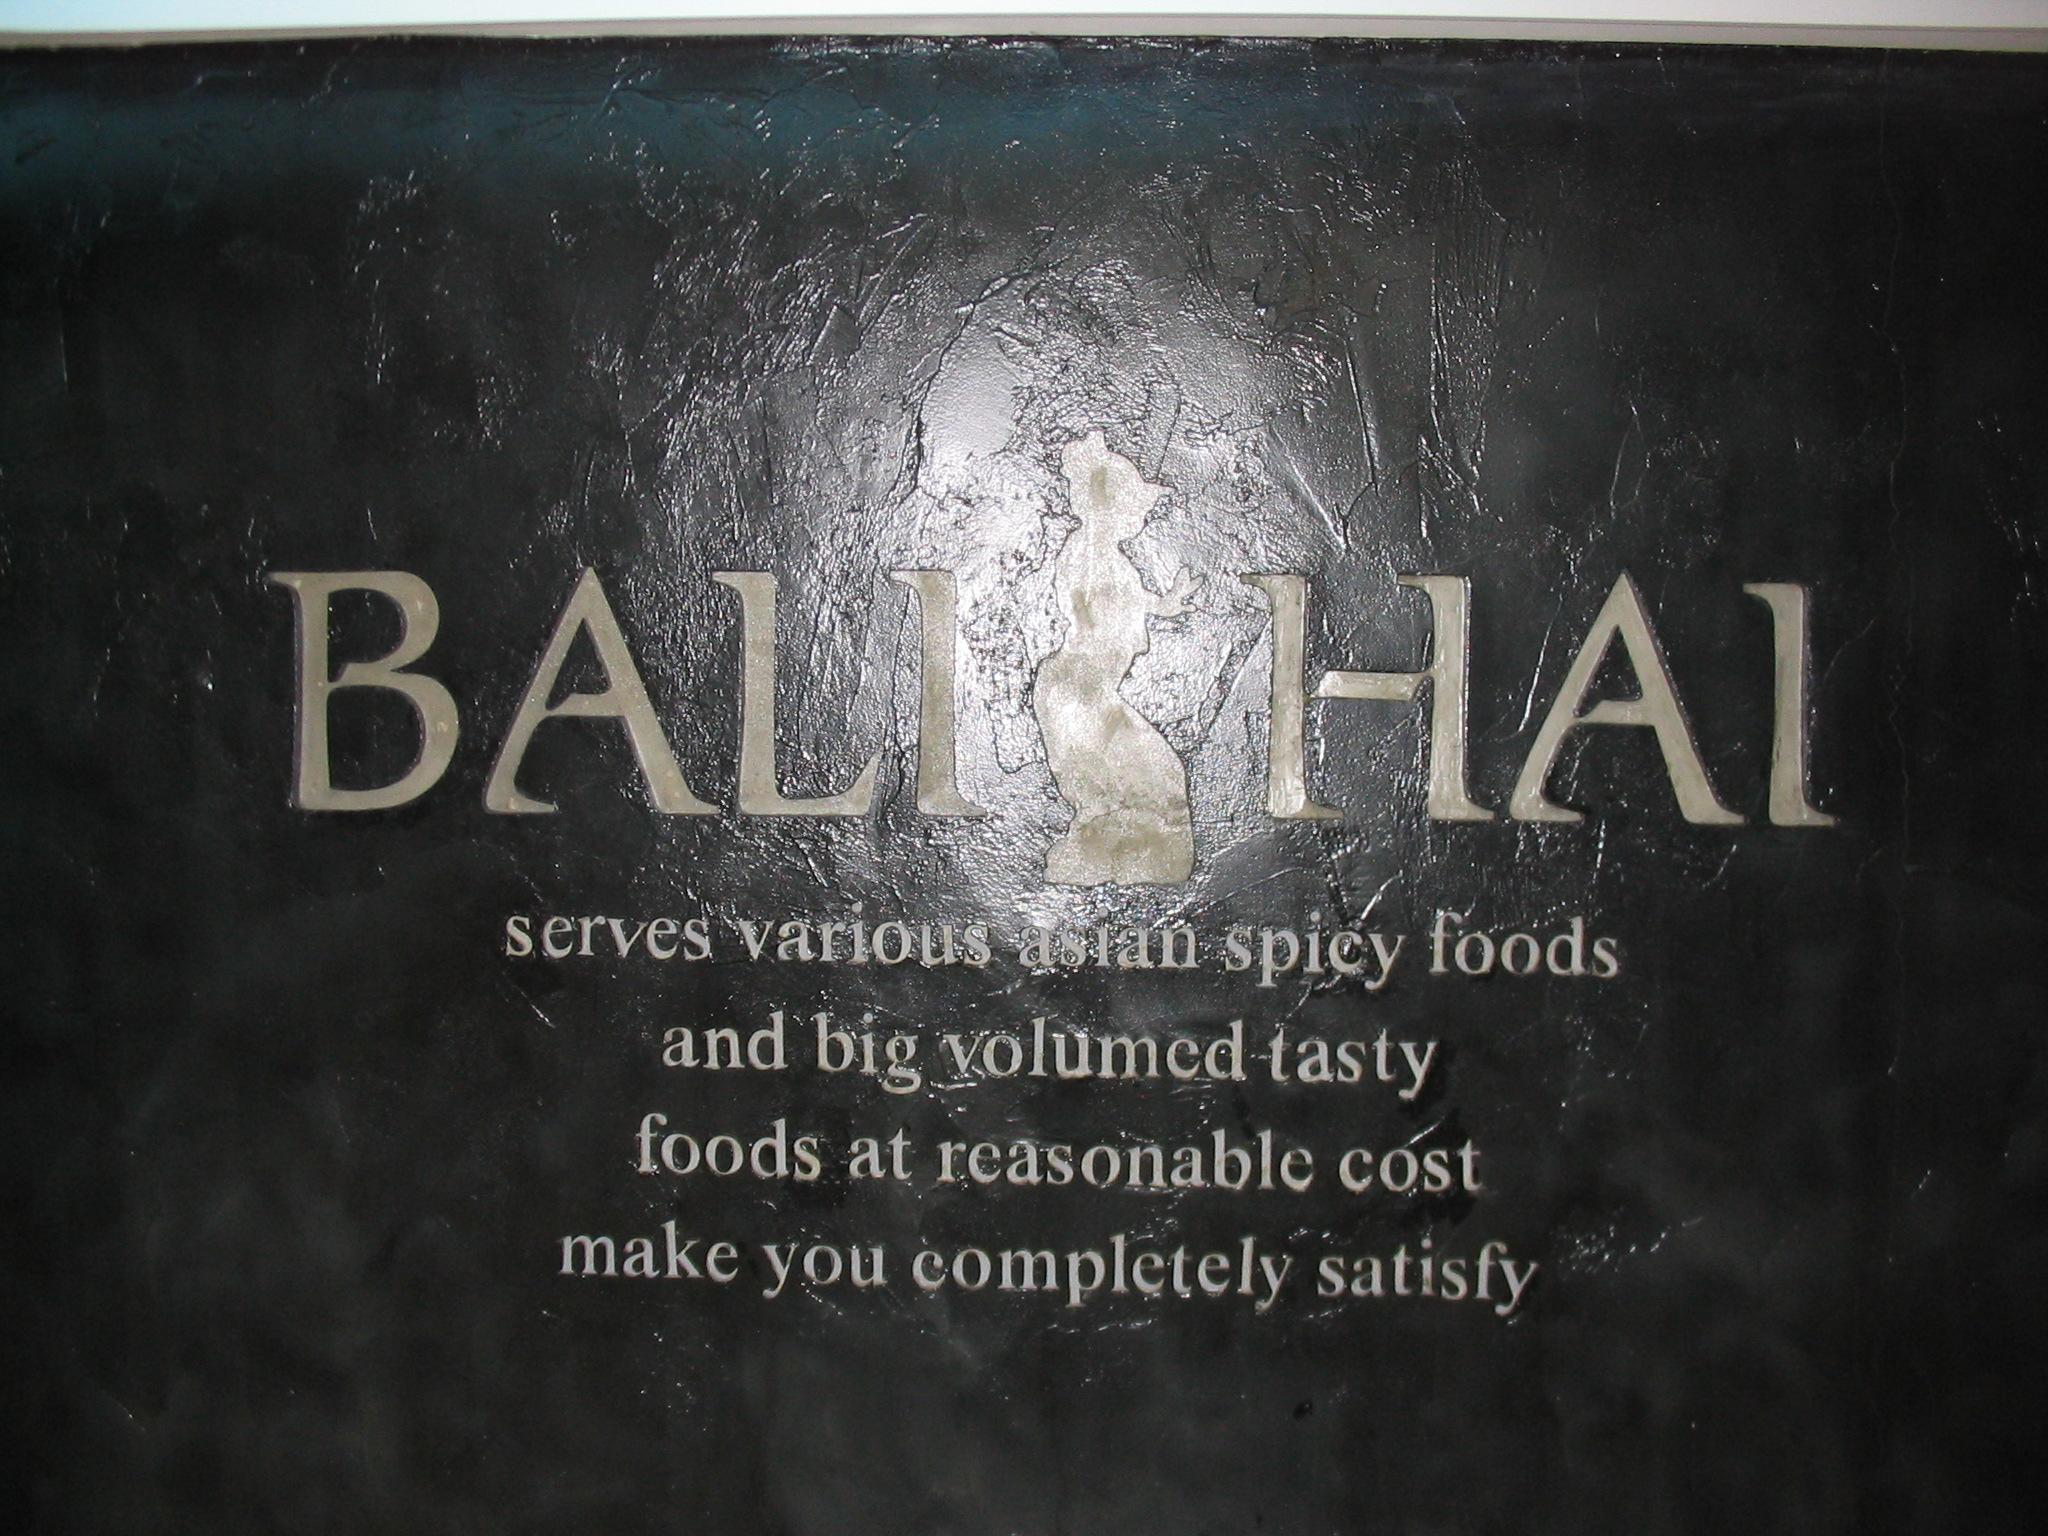 BALI HAI
serves various asian spicy foods
and big volumed tasty
foods at reasonable cost
make you completely satisfy